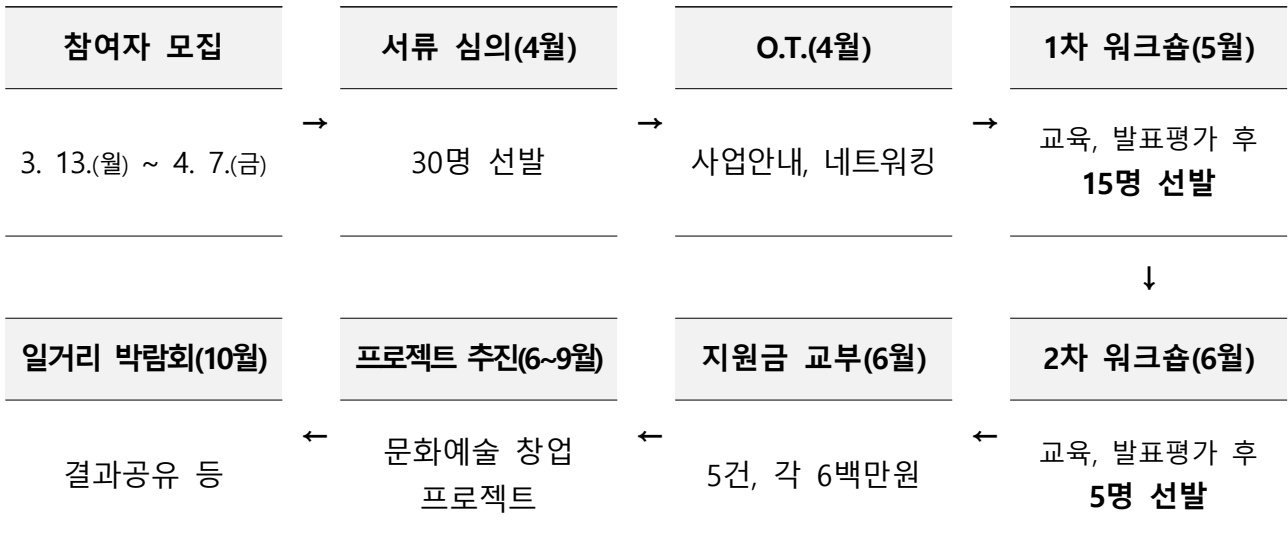 참여자 모집
3. 13.(월) ~ 4. 7.(금)
→
서류 심의(4월)
30명 선발
→
O.T.(4월)
사업안내, 네트워킹
→
1차 워크숍(5월)
교육, 발표평가 후
15명 선발
↓
2차 워크숍(6월)
교육, 발표평가 후
5명 선발
←
지원금 교부(6월)
5건, 각 6백만원
←
프로젝트 추진(6~9월)
문화예술 창업
프로젝트
←
일거리 박람회(10월)
결과공유 등